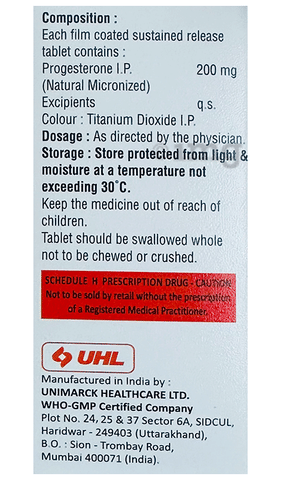 Composition :
Each film coated sustained release
tablet contains :
Progesterone I.P. 200 mg
(Natural Micronized)
Excipients q.s.
Colour : Titanium Dioxide I.P.
Dosage : As directed by the physician.
Storage : Store protected from light &
moisture at a temperature not
exceeding 30°C.
Keep the medicine out of reach of
children.
Tablet should be swallowed whole
not to be chewed or crushed.
SCHEDULE H PRESCRIPTION DRUG - CAUTION
Not to be sold by retail without the prescription
of a Registered Medical Practitioner.
UHL
Manufactured in India by :
UNIMARCK HEALTHCARE LTD.
WHO-GMP Certified Company
Plot No. 24, 25 & 37 Sector 6A, SIDCUL,
Haridwar - 249403 (Uttarakhand),
B.O. : Sion - Trombay Road,
Mumbai 400071 (India).